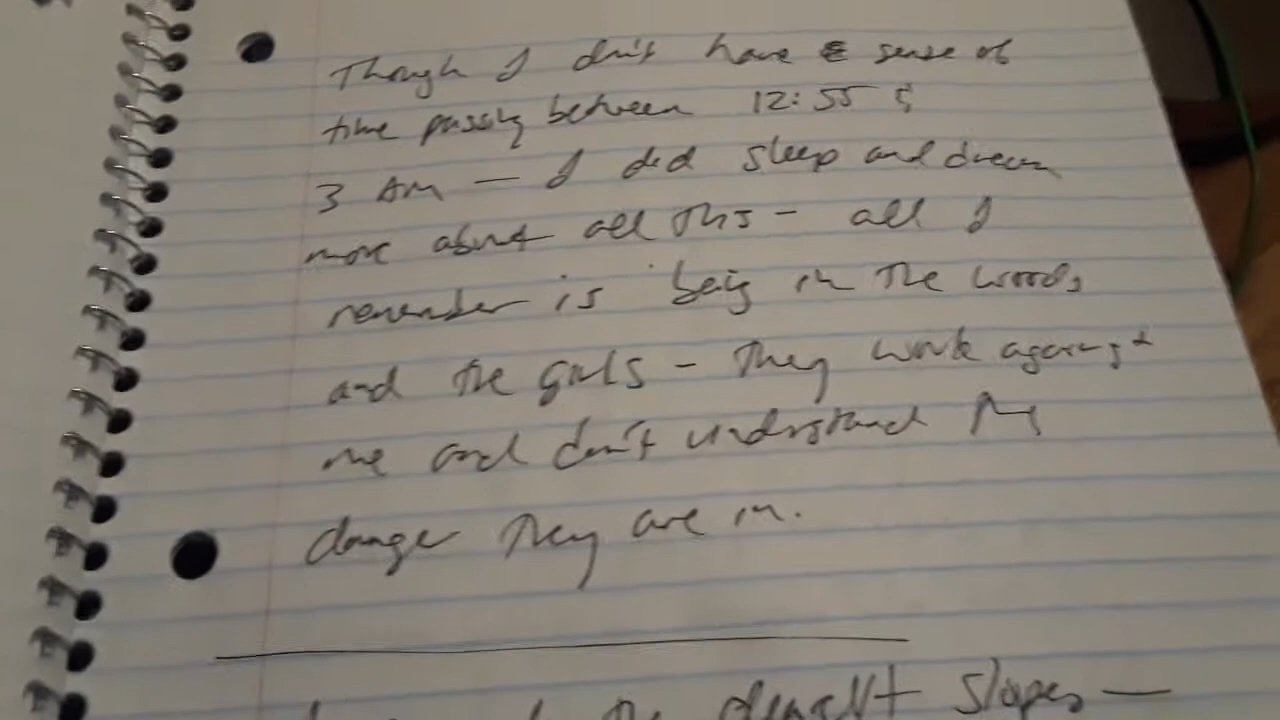 Though I don't have a sense of
time passing between 12:55 &
3 AM — I did sleep and dream
more about all this - all I
remember is being in the woods
and the girls - they work against
me and don't understand the
danger they are in.
the slopes —